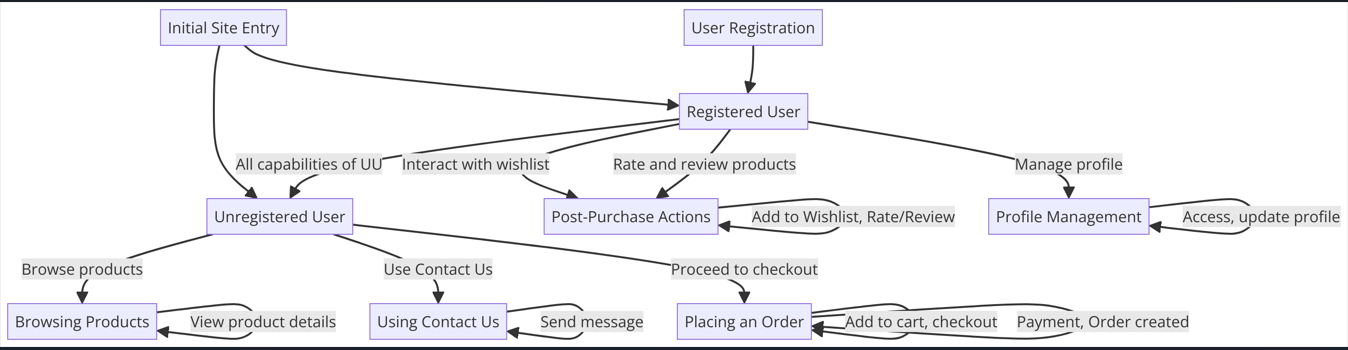 Initial Site Entry
User Registration
Registered User
All capabilities of UU
Interact with wishlist
Rate and review products
Manage profile
Unregistered User
Post-Purchase Actions
Add to Wishlist, Rate/Review
Profile Management
Access, update profile
Browse products
Use Contact Us
Proceed to checkout
Browsing Products
View product details
Using Contact Us
Send message
Placing an Order
Add to cart, checkout
Payment, Order created